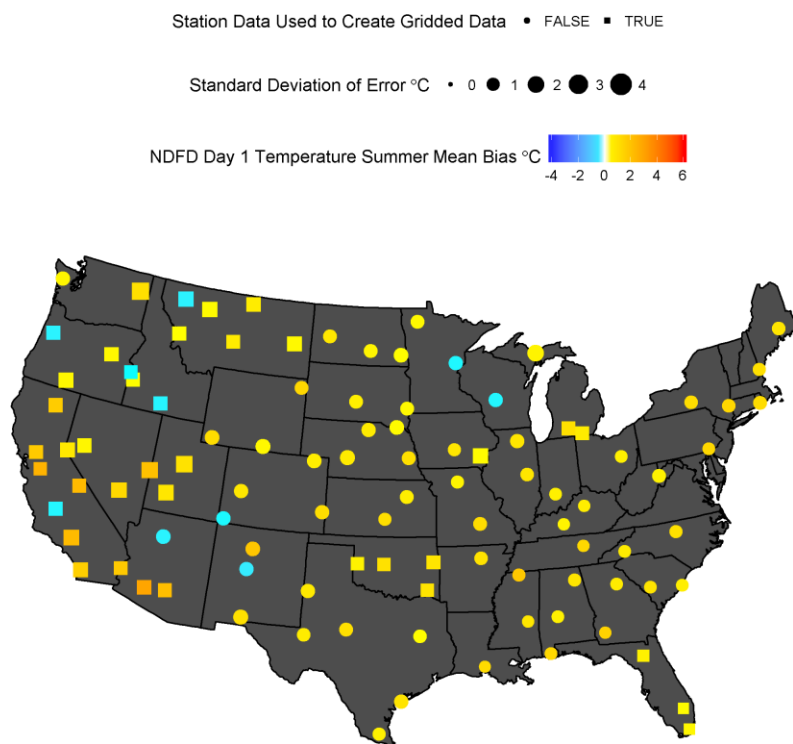 Station Data Used to Create Gridded Data FALSE TRUE
Standard Deviation of Error °C 0 1 2 3 4
NDFD Day 1 Temperature Summer Mean Bias °C
-4 -2 0 2 4 6